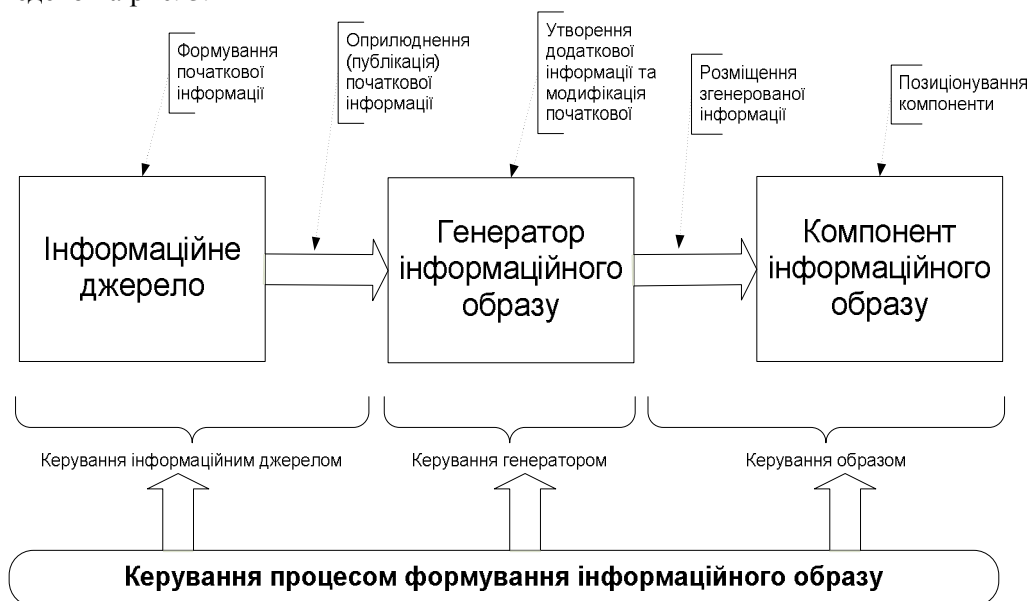 Формування
початкової
інформації
Оприлюднення
(публікація)
початкової
інформації
Утворення
додаткової
інформації та
модифікація
початкової
Розміщення
згенерованої
інформації
Позиціонування
компоненти
Інформаційне
джерело
Генератор
інформаційного
образу
Компонент
інформаційного
образу
Керування інформаційним джерелом
Керування генератором
Керування образом
Керування процесом формування інформаційного образу